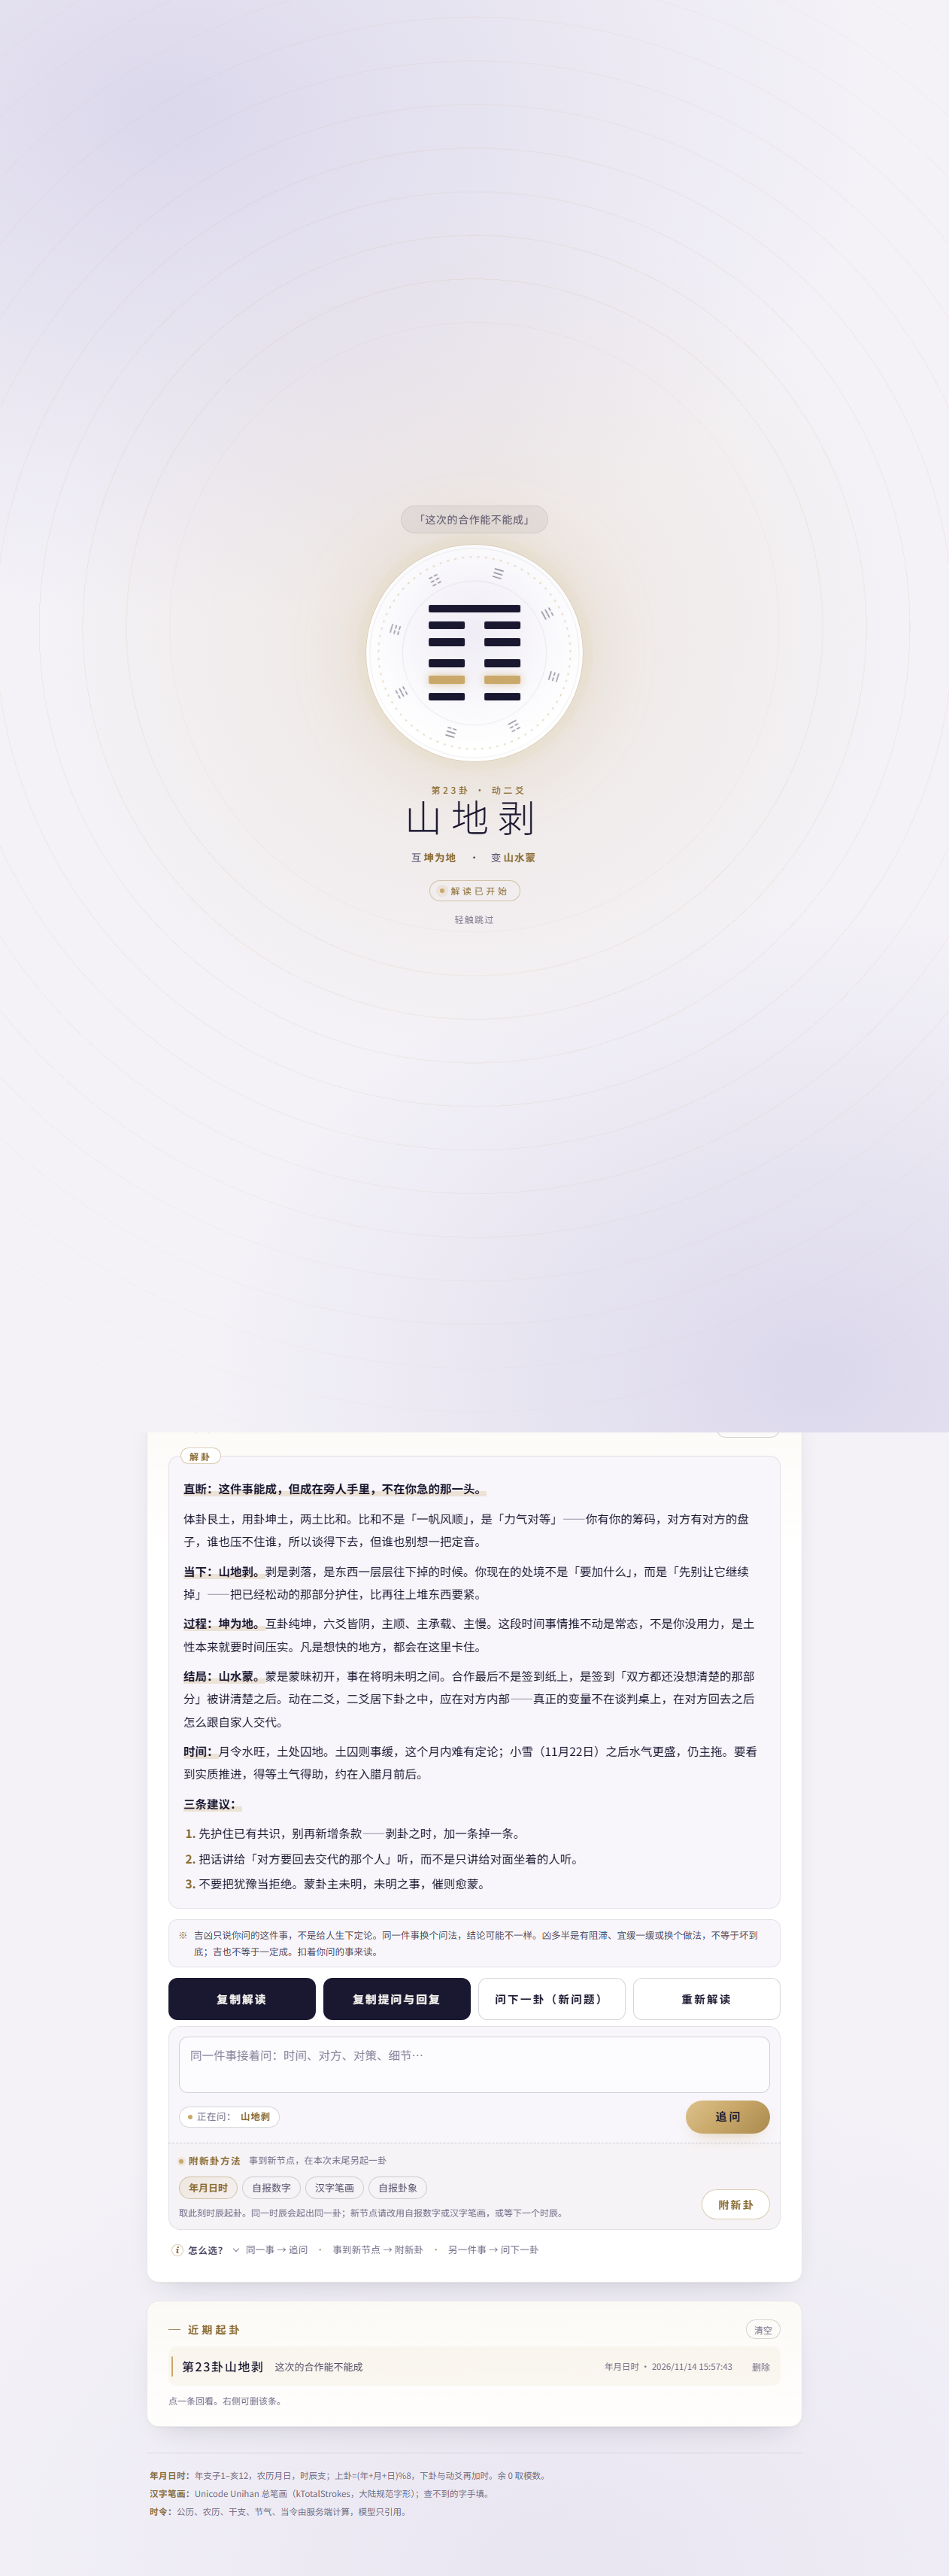 「这次的合作能不能成」
第23卦 · 动二爻
山地剥
互坤为地 · 变山水蒙
解读已开始
轻触跳过
解卦
直断：这件事能成，但成在旁人手里，不在你急的那一头。
体卦艮土，用卦坤土，两土比和。比和不是「一帆风顺」，是「力气对等」——你有你的筹码，对方有对方的盘
子，谁也压不住谁，所以谈得下去，但谁也别想一把定音。
当下：山地剥。剥是剥落，是东西一层层往下掉的时候。你现在的处境不是「要加什么」，而是「先别让它继续
掉」——把已经松动的那部分护住，比再往上堆东西要紧。
过程：坤为地。互卦纯坤，六爻皆阴，主顺、主承载、主慢。这段时间事情推不动是常态，不是你没用力，是土
性本来就要时间压实。凡是想快的地方，都会在这里卡住。
结局：山水蒙。蒙是蒙昧初开，事在将明未明之间。合作最后不是签到纸上，是签到「双方都还没想清楚的那部
分」被讲清楚之后。动在二爻，二爻居下卦之中，应在对方内部——真正的变量不在谈判桌上，在对方回去之后
怎么跟自家人交代。
时间：月令水旺，土处囚地。土囚则事缓，这个月内难有定论；小雪（11月22日）之后水气更盛，仍主拖。要看
到实质推进，得等土气得助，约在入腊月前后。
三条建议：
1. 先护住已有共识，别再新增条款——剥卦之时，加一条掉一条。
2. 把话讲给「对方要回去交代的那个人」听，而不是只讲给对面坐着的人听。
3. 不要把犹豫当拒绝。蒙卦主未明，未明之事，催则愈蒙。
※ 吉凶只说你问的这件事，不是给人生下定论。同一件事换个问法，结论可能不一样。凶多半是有阻滞、宜缓一缓或换个做法，不等于坏到
底；吉也不等于一定成。扣着你问的事来读。
复制解读 复制提问与回复 问下一卦（新问题） 重新解读
同一件事接着问：时间、对方、对策、细节…
正在问： 山地剥 追问
附新卦方法 事到新节点，在本次末尾另起一卦
年月日时 自报数字 汉字笔画 自报卦象
取此刻时辰起卦。同一时辰会起出同一卦；新节点请改用自报数字或汉字笔画，或等下一个时辰。 附新卦
i 怎么选？ 同一事 → 追问 · 事到新节点 → 附新卦 · 另一件事 → 问下一卦
近期起卦 清空
第23卦山地剥 这次的合作能不能成 年月日时 · 2026/11/14 15:57:43 删除
点一条回看。右侧可删该条。
年月日时：年支子1–亥12，农历月日，时辰支；上卦=(年+月+日)%8，下卦与动爻再加时。余 0 取模数。
汉字笔画：Unicode Unihan 总笔画（kTotalStrokes，大陆规范字形）；查不到的字手填。
时令：公历、农历、干支、节气、当令由服务端计算，模型只引用。